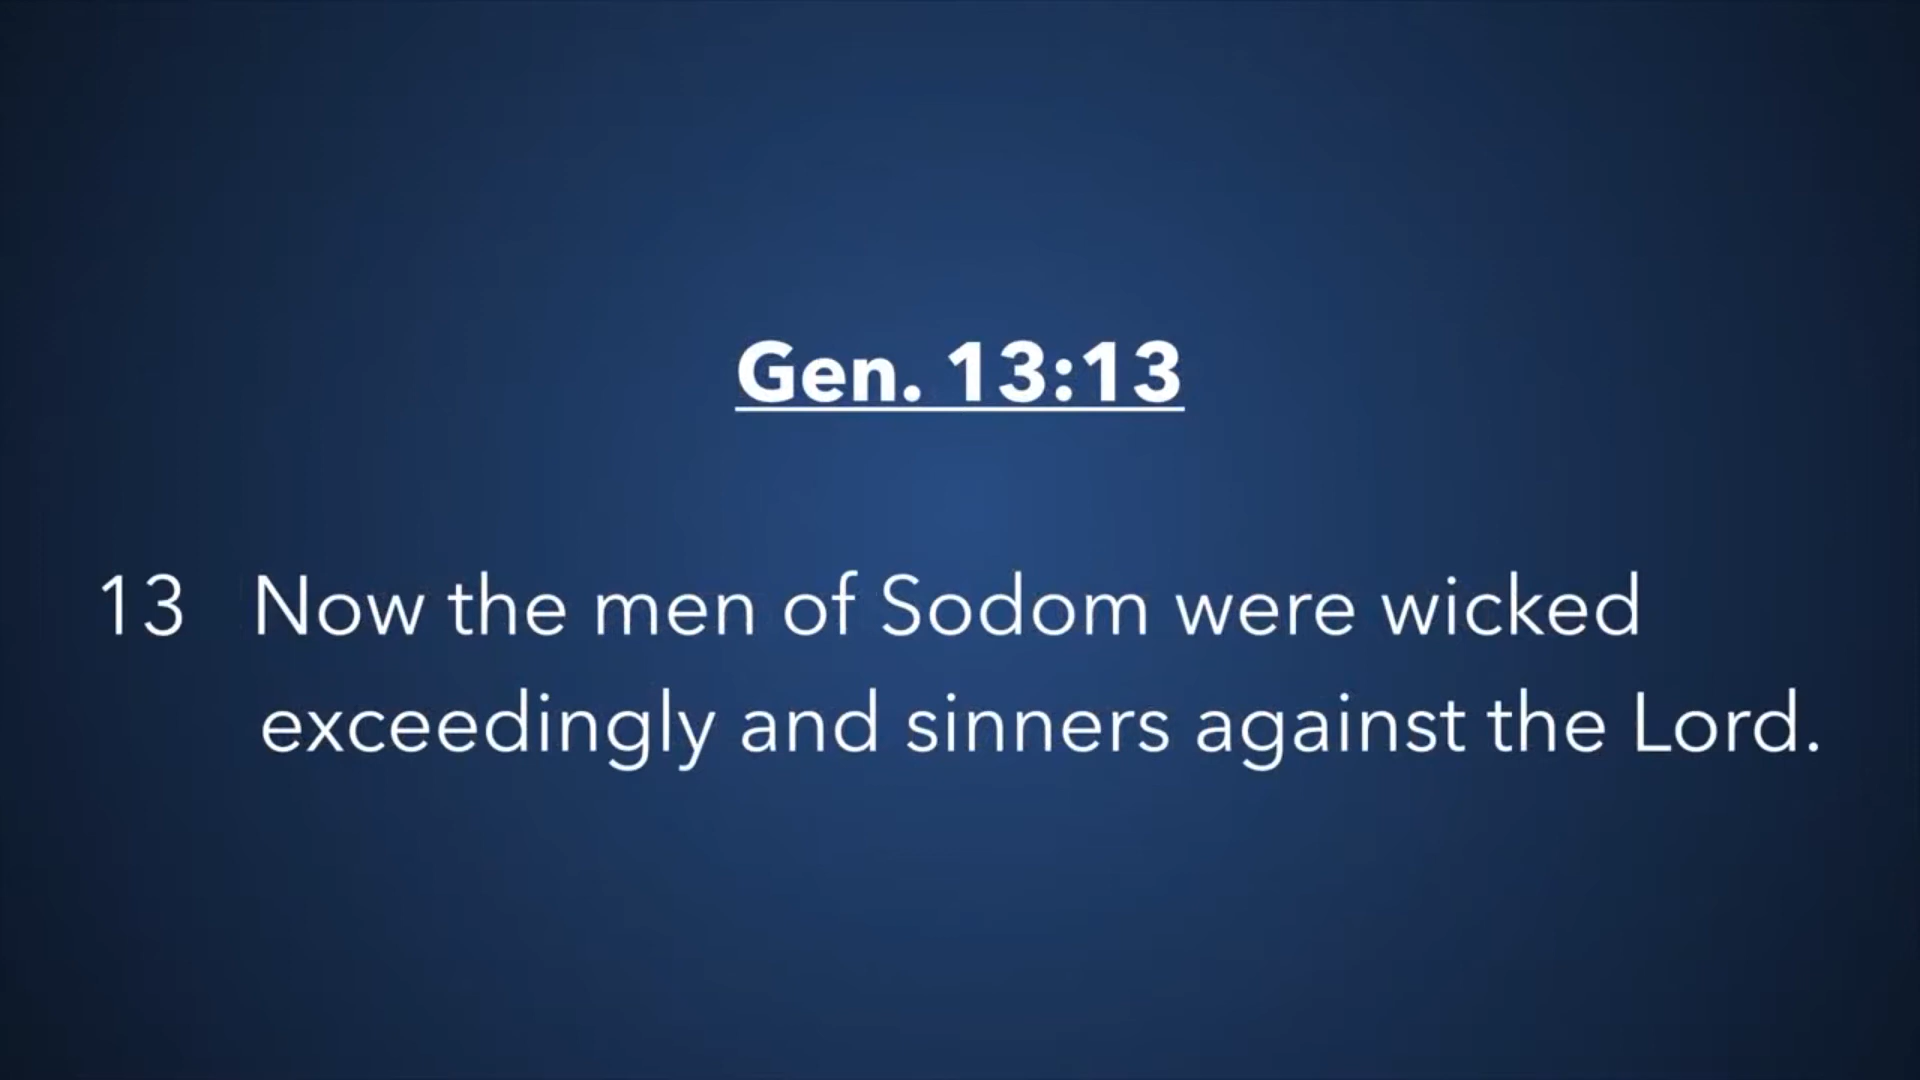 Gen. 13:13
13 Now the men of Sodom were wicked
exceedingly and sinners against the Lord.